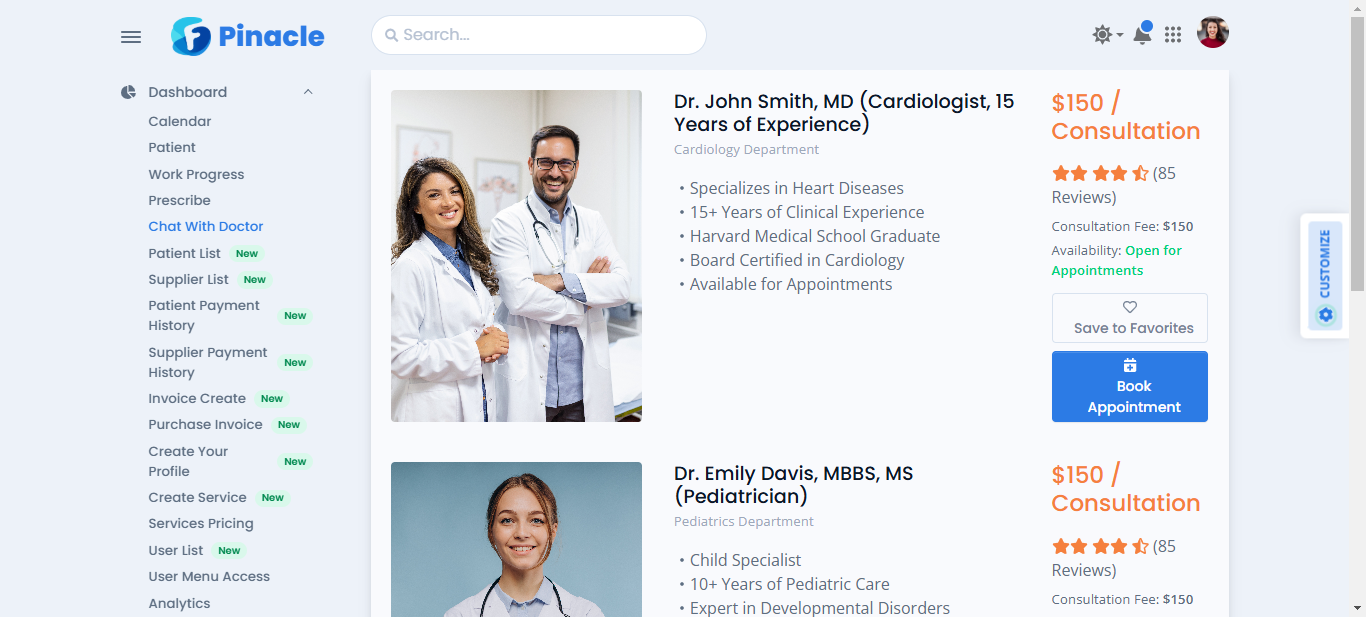 Pinacle
Search...
Dashboard
Calendar
Patient
Work Progress
Prescribe
Chat With Doctor
Patient List New
Supplier List New
Patient Payment
History New
Supplier Payment
History New
Invoice Create New
Purchase Invoice New
Create Your
Profile New
Create Service New
Services Pricing
User List New
User Menu Access
Analytics
Dr. John Smith, MD (Cardiologist, 15
Years of Experience)
Cardiology Department
• Specializes in Heart Diseases
• 15+ Years of Clinical Experience
• Harvard Medical School Graduate
• Board Certified in Cardiology
• Available for Appointments
$150 /
Consultation
(85
Reviews)
Consultation Fee: $150
Availability: Open for
Appointments
Save to Favorites
Book
Appointment
Dr. Emily Davis, MBBS, MS
(Pediatrician)
Pediatrics Department
• Child Specialist
• 10+ Years of Pediatric Care
• Expert in Developmental Disorders
$150 /
Consultation
(85
Reviews)
Consultation Fee: $150
CUSTOMIZE